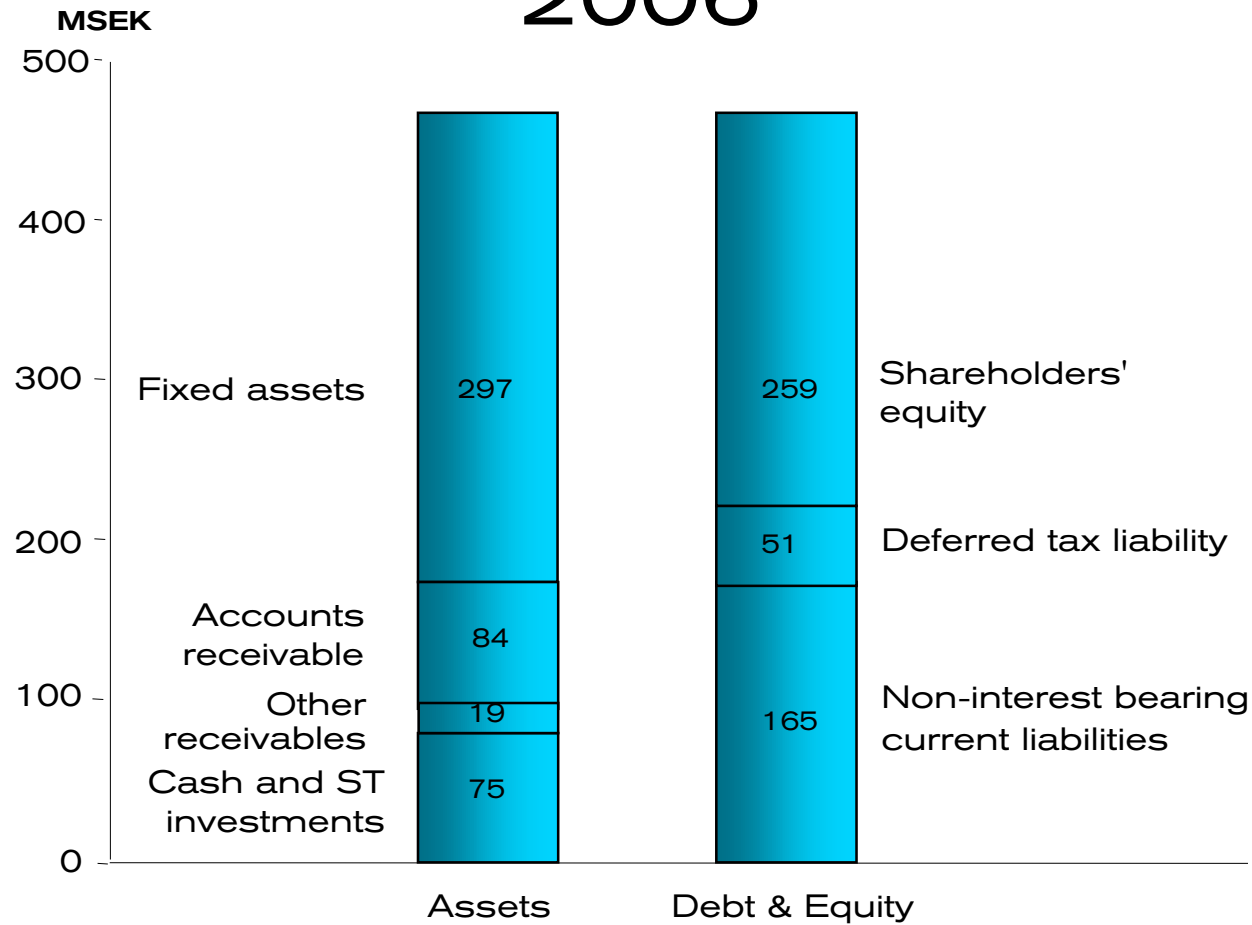 2006
MSEK
500
400
300
200
100
0
Fixed assets
Accounts
receivable
Other
receivables
Cash and ST
investments
297
84
19
75
259
51
165
Shareholders'
equity
Deferred tax liability
Non-interest bearing
current liabilities
Assets
Debt & Equity